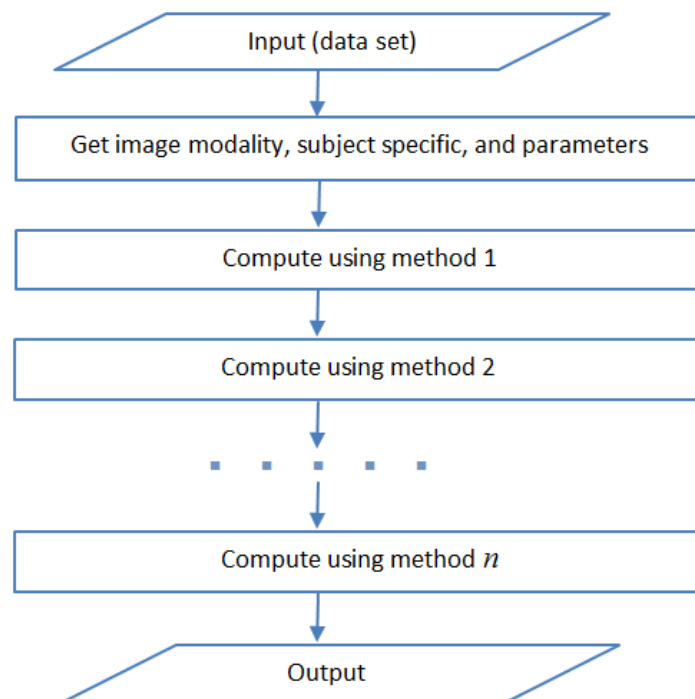 Input (data set)
Get image modality, subject specific, and parameters
Compute using method 1
Compute using method 2
Compute using method n
Output